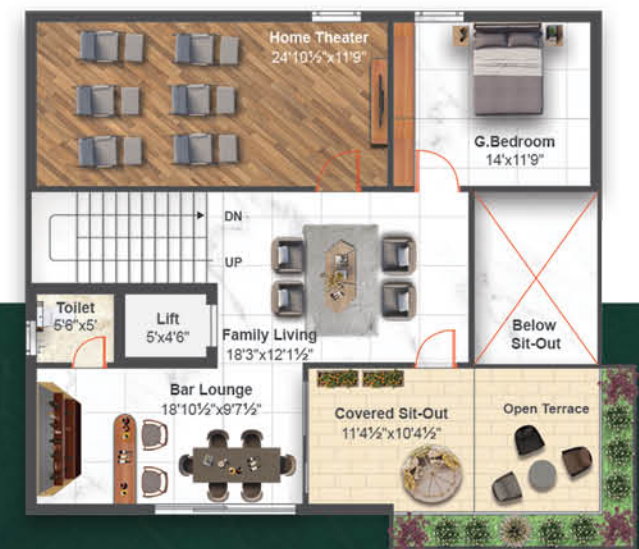 Home Theater
24'10½"x11'9"
G.Bedroom
14'x11'9"
DN
UP
Toilet
5'6"x5'
Lift
5'x4'6"
Family Living
18'3"x12'1½"
Below
Sit-Out
Bar Lounge
18'10½"x9'7½"
Covered Sit-Out
11'4½"x10'4½"
Open Terrace